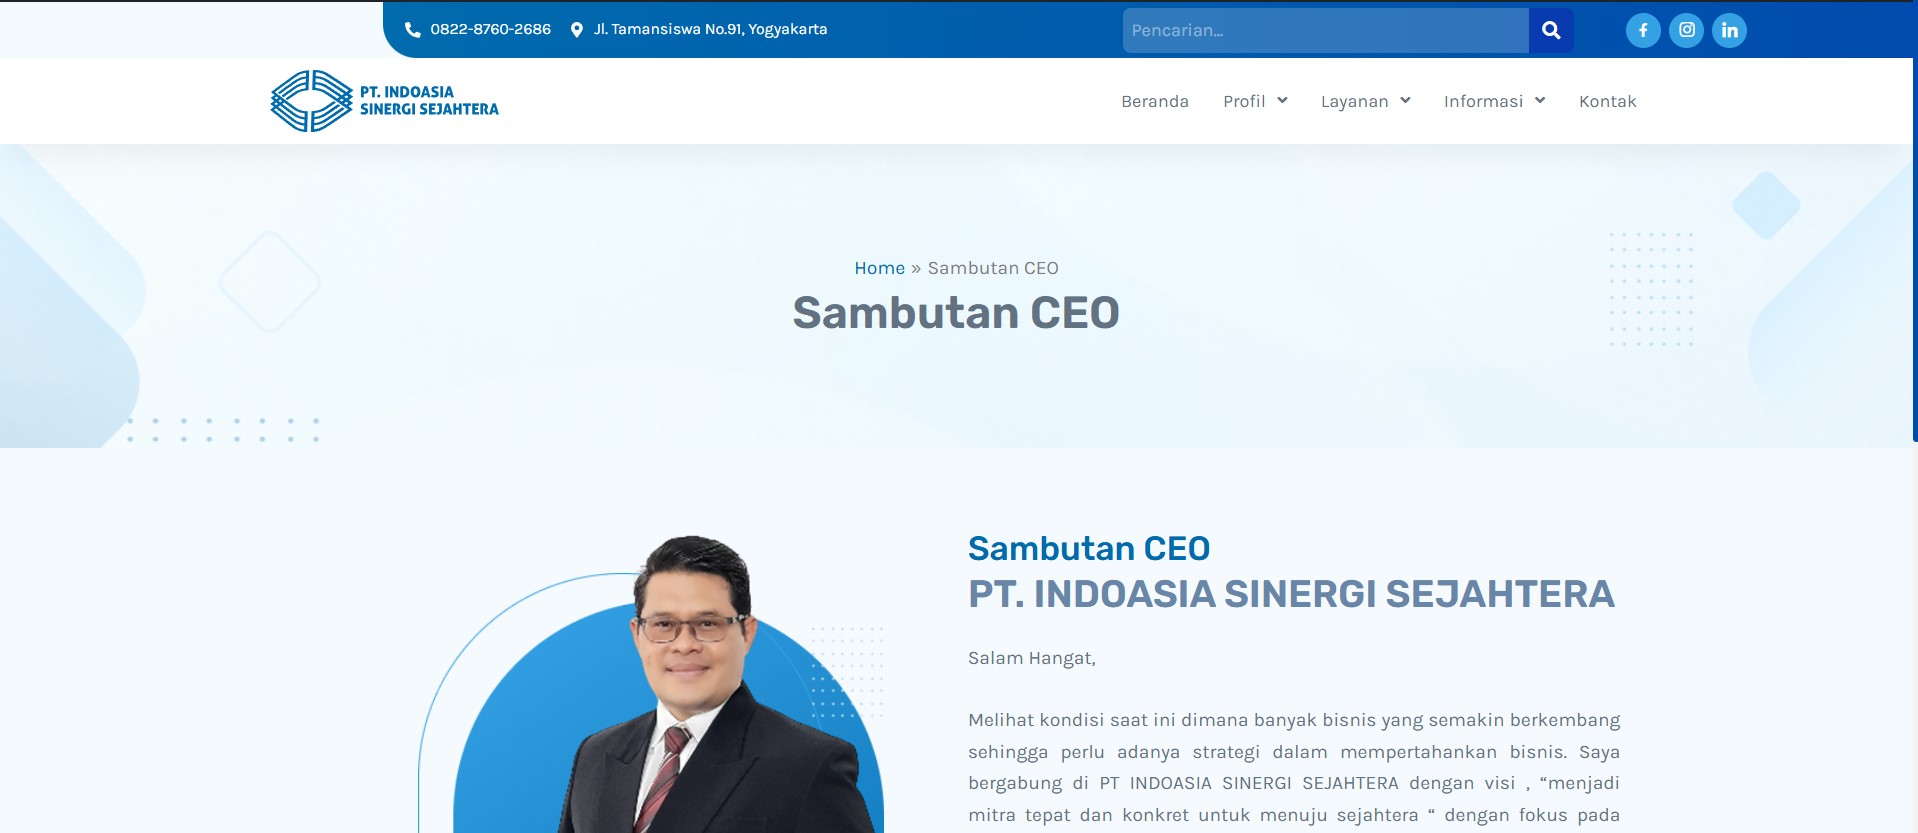 0822-8760-2686 Jl. Tamansiswa No.91, Yogyakarta Pencarian...
PT. INDOASIA
SINERGI SEJAHTERA
Beranda Profil Layanan Informasi Kontak
Home » Sambutan CEO
Sambutan CEO
Sambutan CEO
PT. INDOASIA SINERGI SEJAHTERA
Salam Hangat,
Melihat kondisi saat ini dimana banyak bisnis yang semakin berkembang
sehingga perlu adanya strategi dalam mempertahankan bisnis. Saya
bergabung di PT INDOASIA SINERGI SEJAHTERA dengan visi , “menjadi
mitra tepat dan konkret untuk menuju sejahtera “ dengan fokus pada